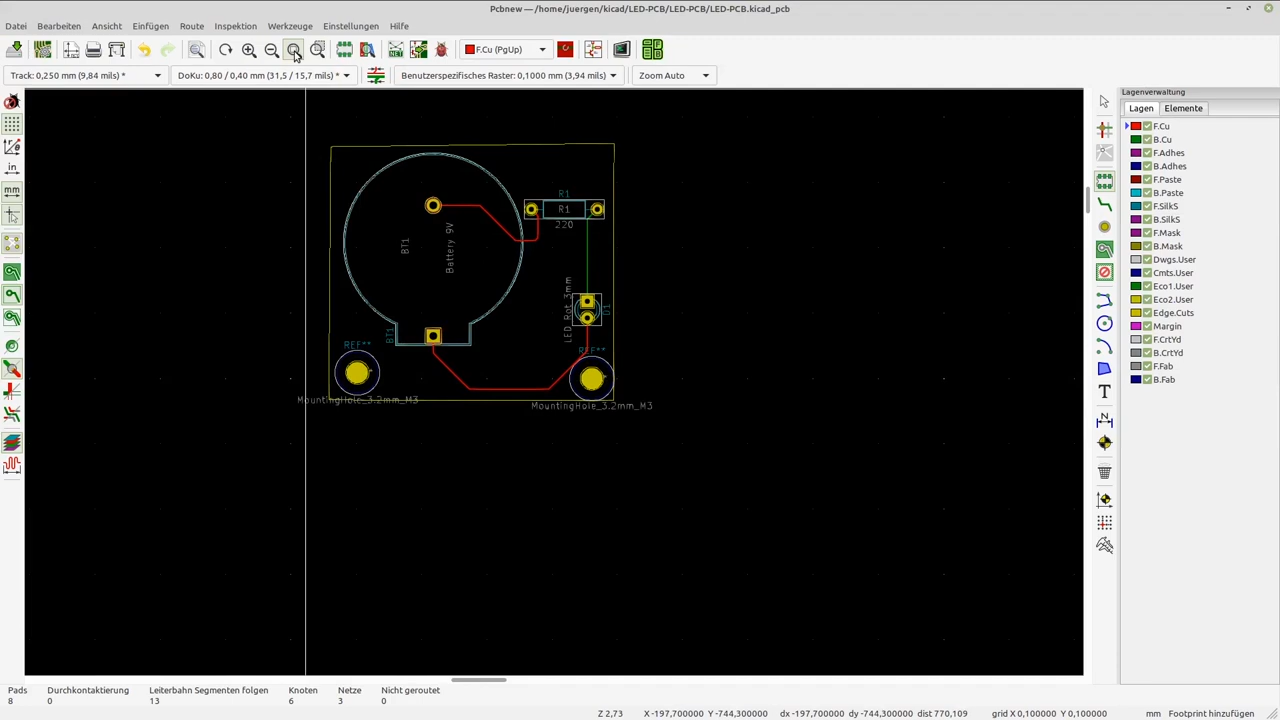 Pcbnew — /home/juergen/kicad/LED-PCB/LED-PCB/LED-PCB.kicad_pcb
Datei Bearbeiten Ansicht Einfügen Route Inspektion Werkzeuge Einstellungen Hilfe
F.Cu (PgUp)
Track: 0,250 mm (9,84 mils) * DoKu: 0,80 / 0,40 mm (31,5 / 15,7 mils) * Benutzerspezifisches Raster: 0,1000 mm (3,94 mils) Zoom Auto
Lagenverwaltung
Lagen Elemente
F.Cu
B.Cu
F.Adhes
B.Adhes
F.Paste
B.Paste
F.SilkS
B.SilkS
F.Mask
B.Mask
Dwgs.User
Cmts.User
Eco1.User
Eco2.User
Edge.Cuts
Margin
F.CrtYd
B.CrtYd
F.Fab
B.Fab
in
mm
NET
R1
R1
220
BT1
Battery 9V
BT1
LED_Rot_3mm
D1
REF**
REF**
MountingHole_3.2mm_M3
MountingHole_3.2mm_M3
Pads Durchkontaktierung Leiterbahn Segmenten folgen Knoten Netze Nicht geroutet
8 0 13 6 3 0
Z 2,73 X -197,700000 Y -744,300000 dx -197,700000 dy -744,300000 dist 770,109 grid X 0,100000 Y 0,100000 mm Footprint hinzufügen